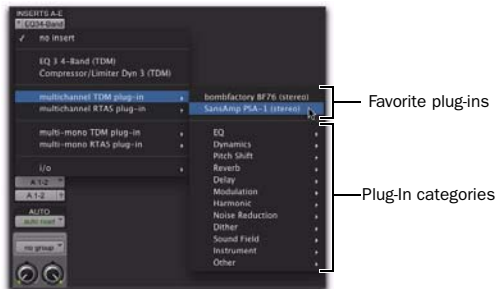 INSERTS A-E
EQ34-Band
✓ no insert
EQ 3 4-Band (TDM)
Compressor/Limiter Dyn 3 (TDM)
multichannel TDM plug-in
multichannel RTAS plug-in
multi-mono TDM plug-in
multi-mono RTAS plug-in
i/o
bombfactory BF76 (stereo)
SansAmp PSA-1 (stereo)
EQ
Dynamics
Pitch Shift
Reverb
Delay
Modulation
Harmonic
Noise Reduction
Dither
Sound Field
Instrument
Other
Favorite plug-ins
Plug-In categories
A 1-2
A 1-2
AUTO
auto read
no group